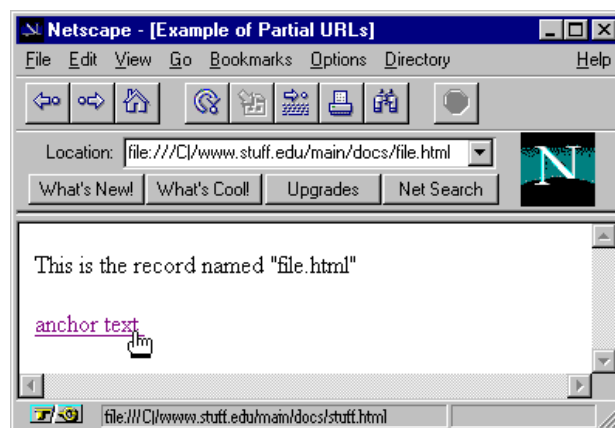 Netscape - [Example of Partial URLs]
File Edit View Go Bookmarks Options Directory Help
Location: file:///C|/www.stuff.edu/main/docs/file.html
What's New! What's Cool! Upgrades Net Search
N
This is the record named "file.html"
anchor text
file:///C|/www.stuff.edu/main/docs/stuff.html